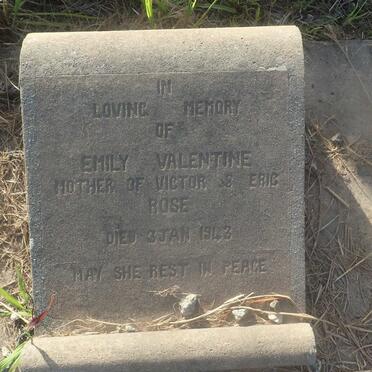 IN
LOVING MEMORY
OF
EMILY VALENTINE
MOTHER OF VICTOR & ERIC
ROSE
DIED 3 JAN 1943
MAY SHE REST IN PEACE